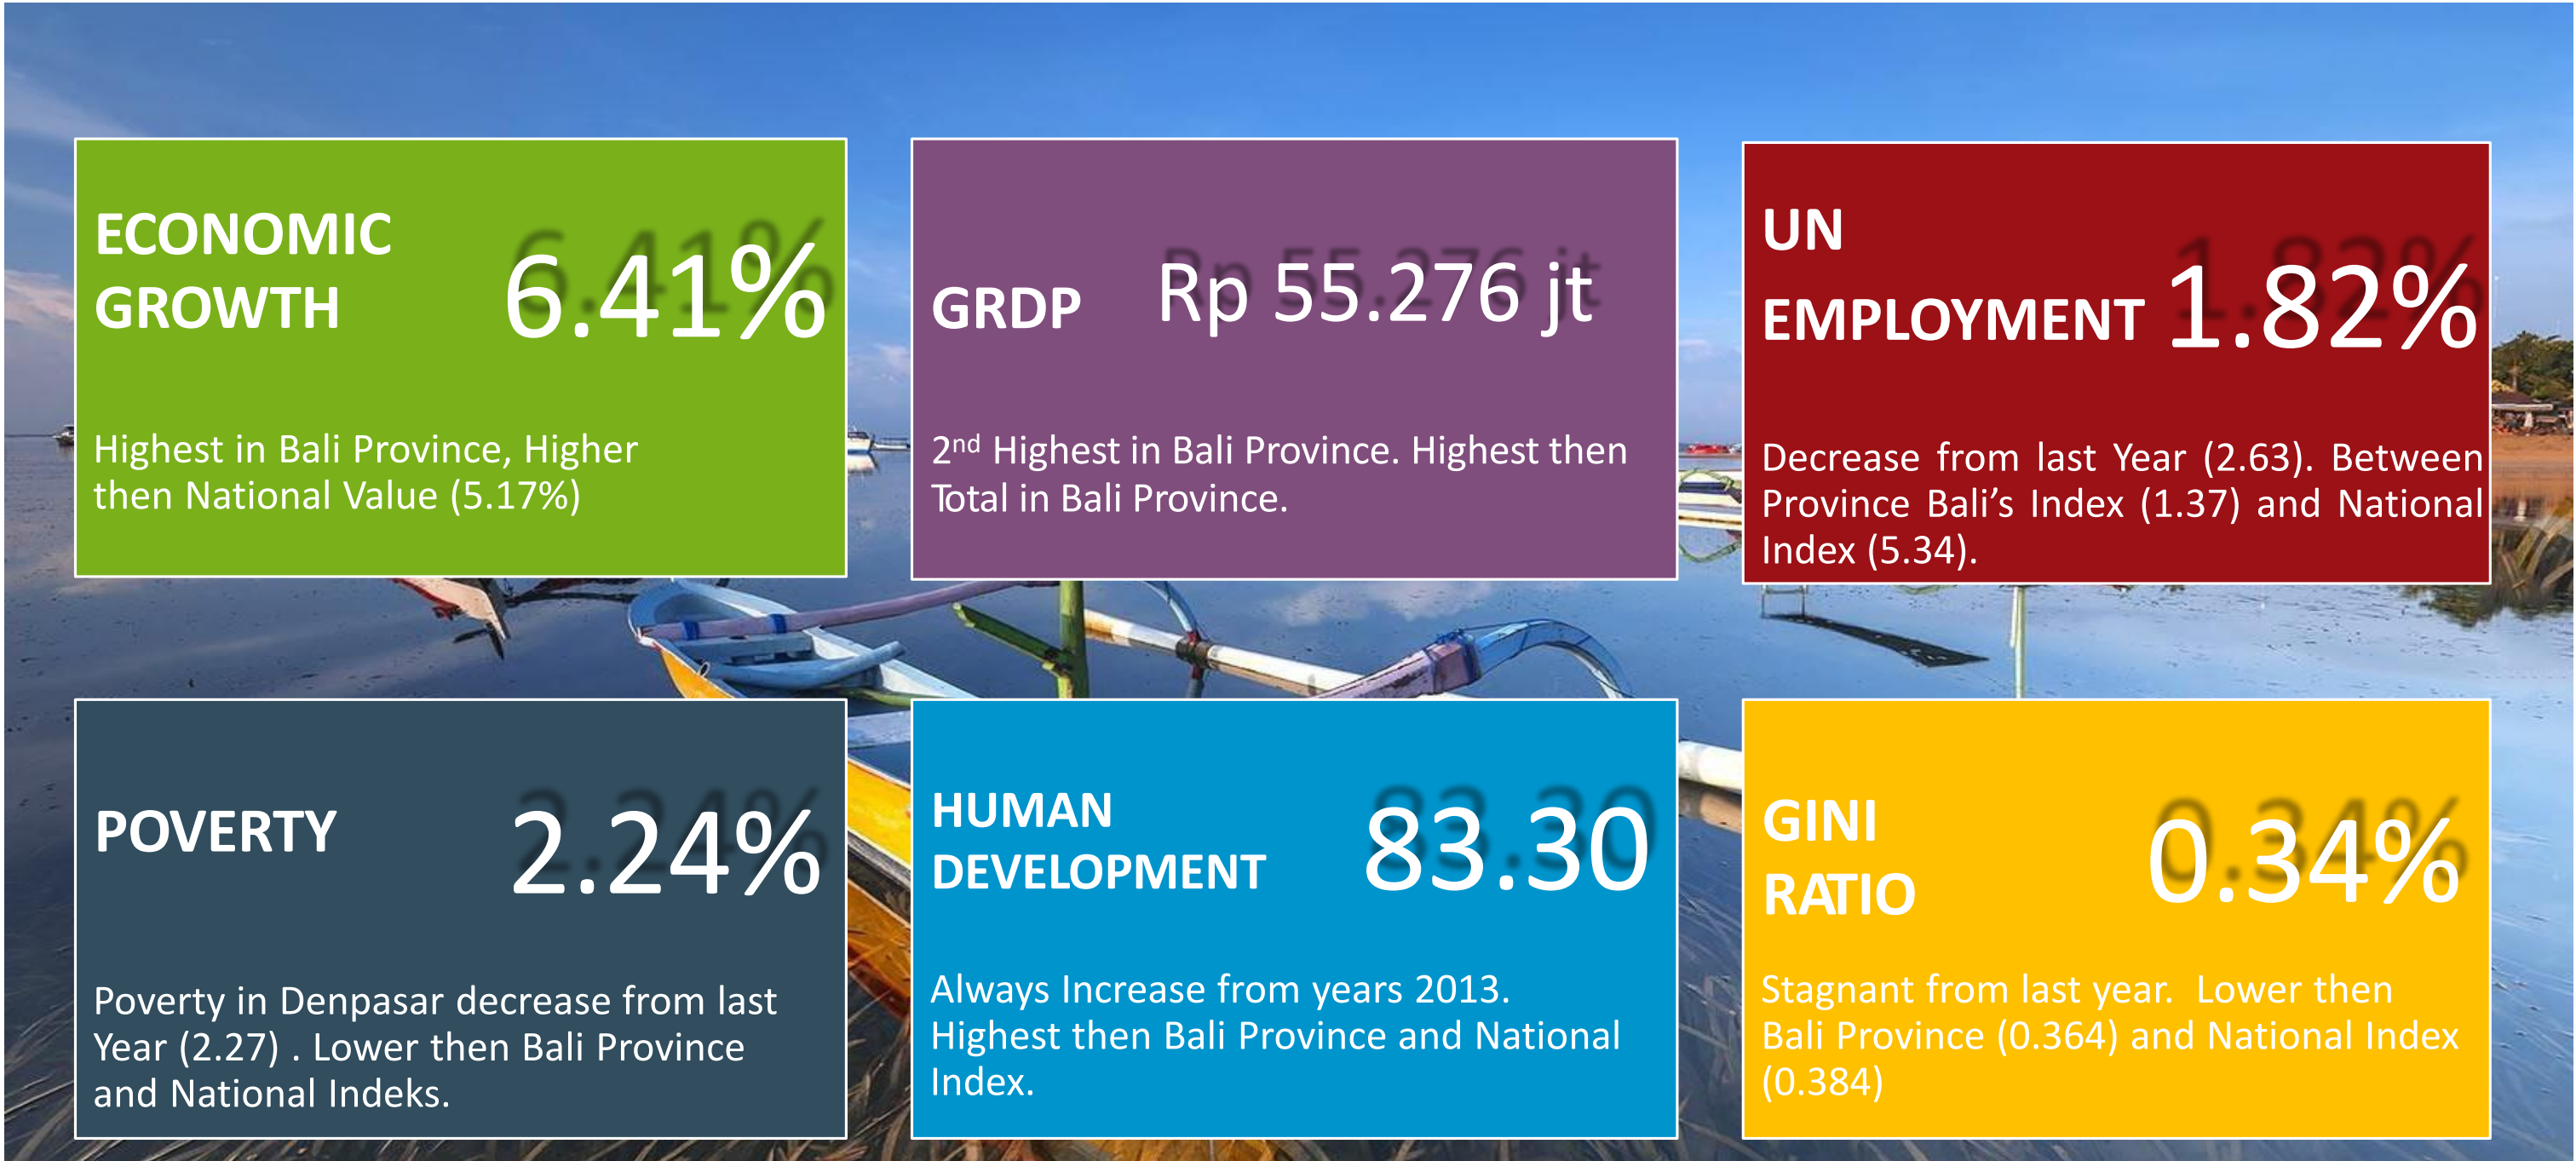 ECONOMIC
GROWTH
6.41%
Highest in Bali Province, Higher
then National Value (5.17%)
GRDP
Rp 55.276 jt
2nd Highest in Bali Province. Highest then
Total in Bali Province.
UN
EMPLOYMENT
1.82%
Decrease from last Year (2.63). Between
Province Bali’s Index (1.37) and National
Index (5.34).
POVERTY
2.24%
Poverty in Denpasar decrease from last
Year (2.27) . Lower then Bali Province
and National Indeks.
HUMAN
DEVELOPMENT
83.30
Always Increase from years 2013.
Highest then Bali Province and National
Index.
GINI
RATIO
0.34%
Stagnant from last year.  Lower then
Bali Province (0.364) and National Index
(0.384)